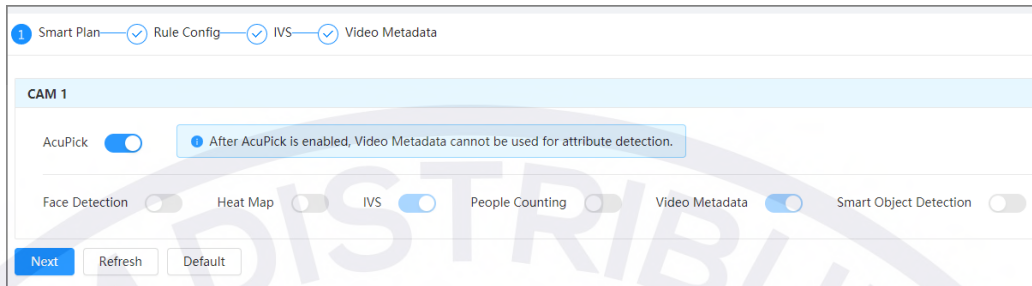 1 Smart Plan Rule Config IVS Video Metadata
CAM 1
AcuPick After AcuPick is enabled, Video Metadata cannot be used for attribute detection.
Face Detection Heat Map IVS People Counting Video Metadata Smart Object Detection
Next Refresh Default
DISTRIBU